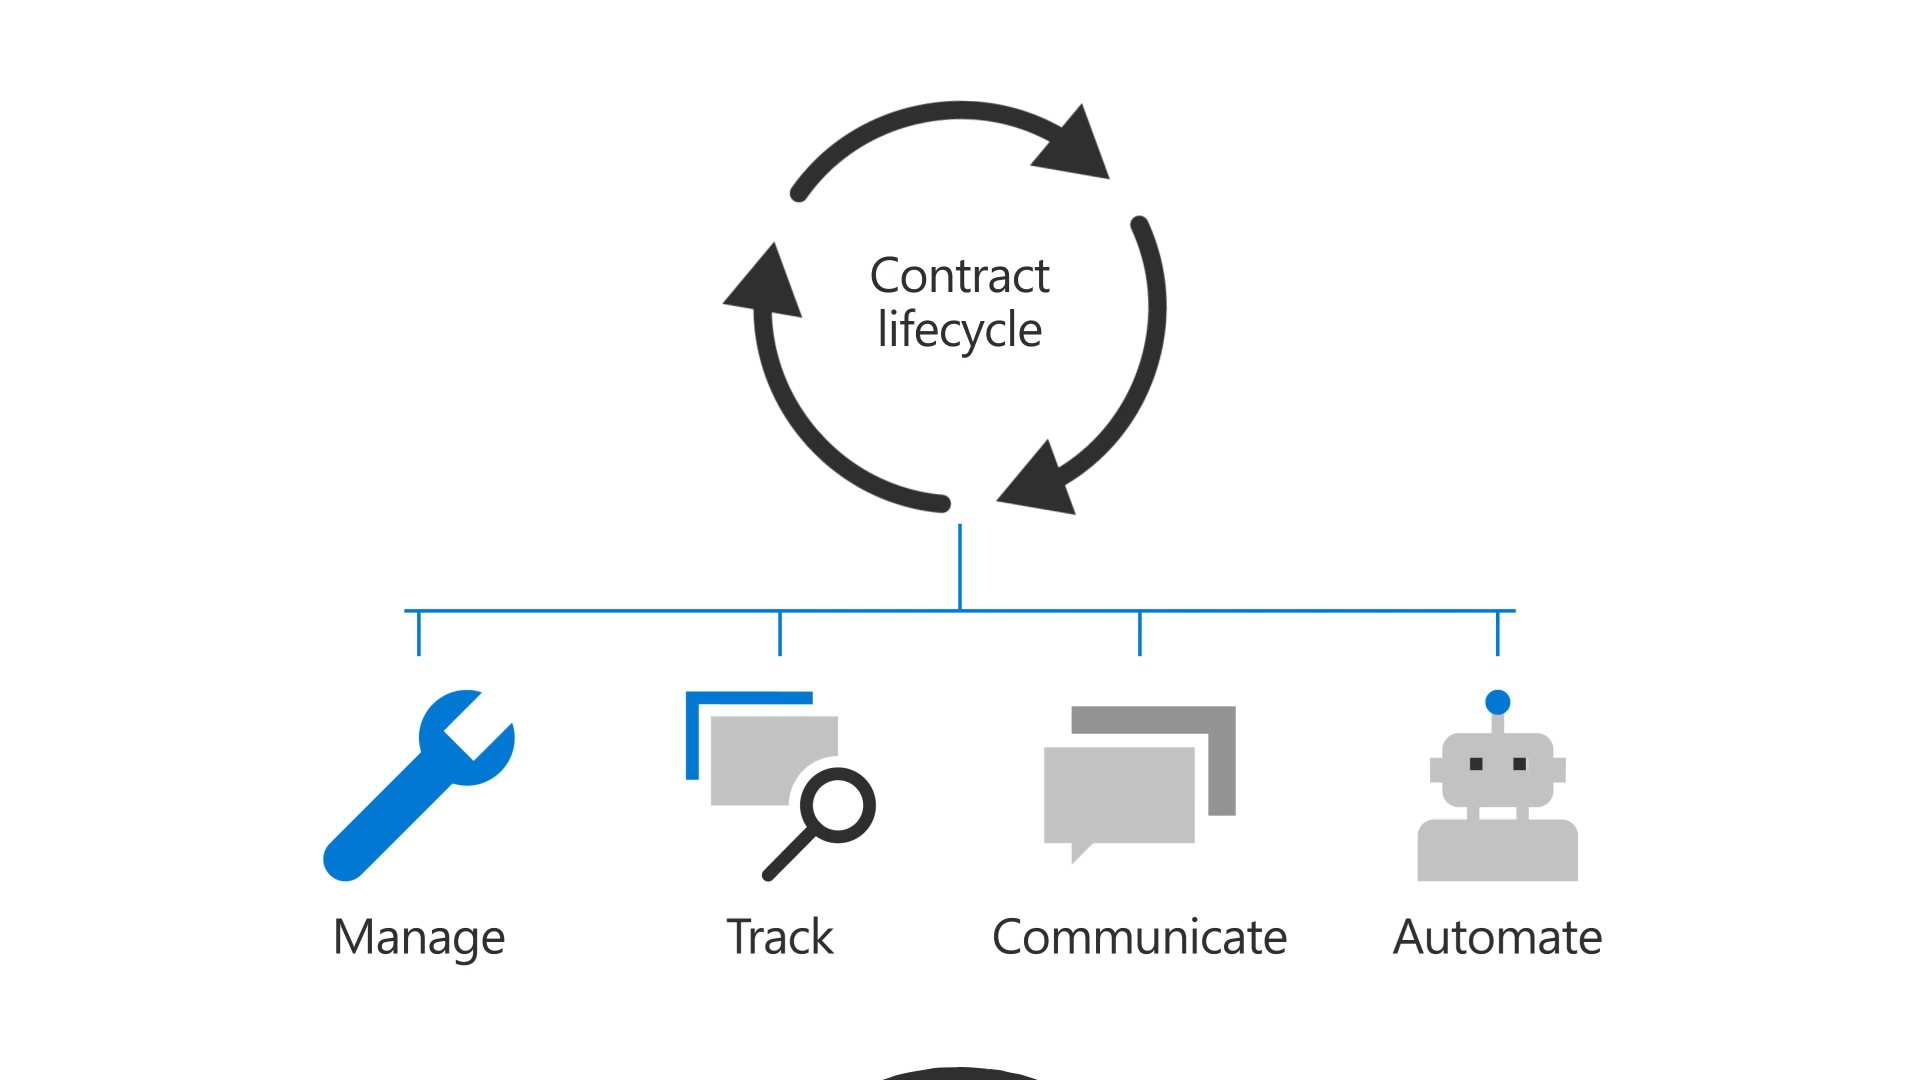 Contract
lifecycle
Manage
Track
Communicate
Automate